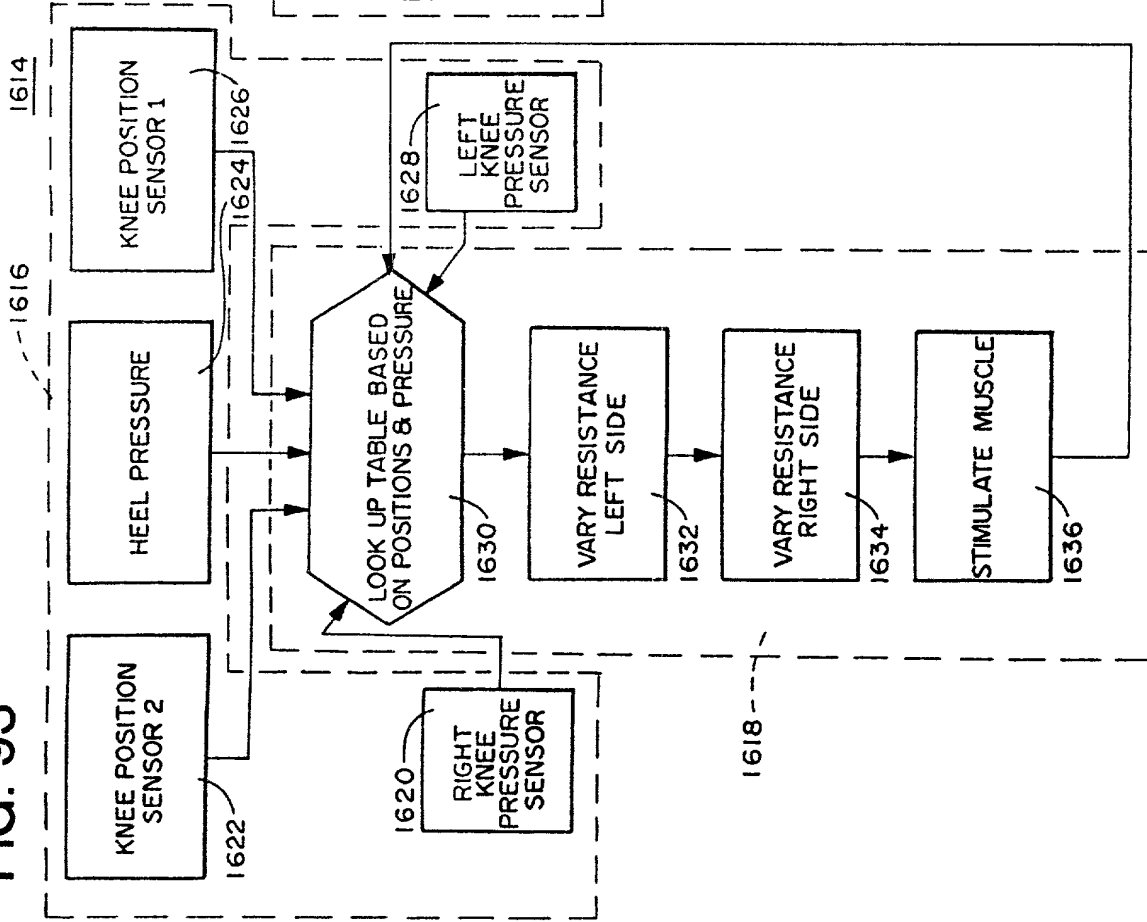 1614
1616
KNEE POSITION
SENSOR 2
1622
HEEL PRESSURE
1624
KNEE POSITION
SENSOR 1
1626
1620
RIGHT
KNEE
PRESSURE
SENSOR
LOOK UP TABLE BASED
ON POSITIONS & PRESSURE
1630
1628
LEFT
KNEE
PRESSURE
SENSOR
VARY RESISTANCE
LEFT SIDE
1632
VARY RESISTANCE
RIGHT SIDE
1634
STIMULATE MUSCLE
1636
1618